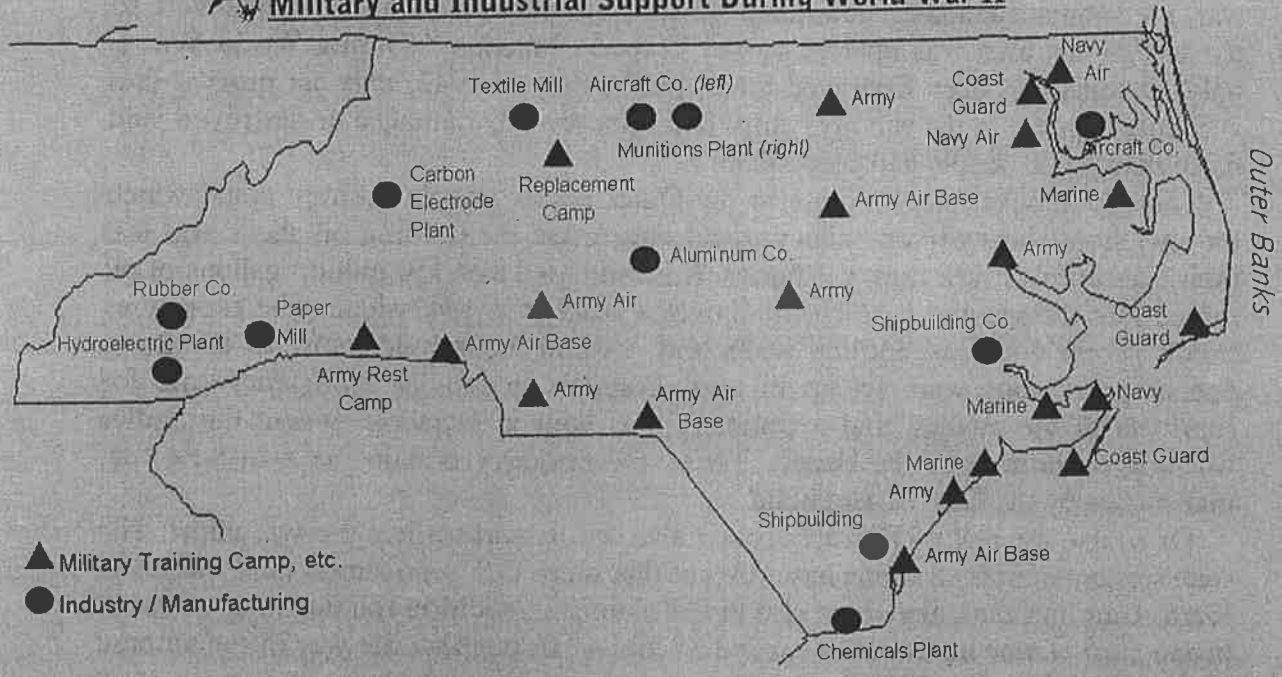 Military and Industrial Support During World War II
Navy
Air
Coast
Guard
Navy Air
Aircraft Co.
Marine
Outer Banks
Textile Mill
Aircraft Co. (left)
Munitions Plant (right)
Army
Replacement
Camp
Carbon
Electrode
Plant
Army Air Base
Aluminum Co.
Army
Army Air
Army
Rubber Co.
Paper
Mill
Hydroelectric Plant
Army Rest
Camp
Army Air Base
Army
Army Air
Base
Shipbuilding Co.
Coast
Guard
Marine
Navy
Marine
Coast Guard
Army
Shipbuilding
Army Air Base
Chemicals Plant
Military Training Camp, etc.
Industry / Manufacturing